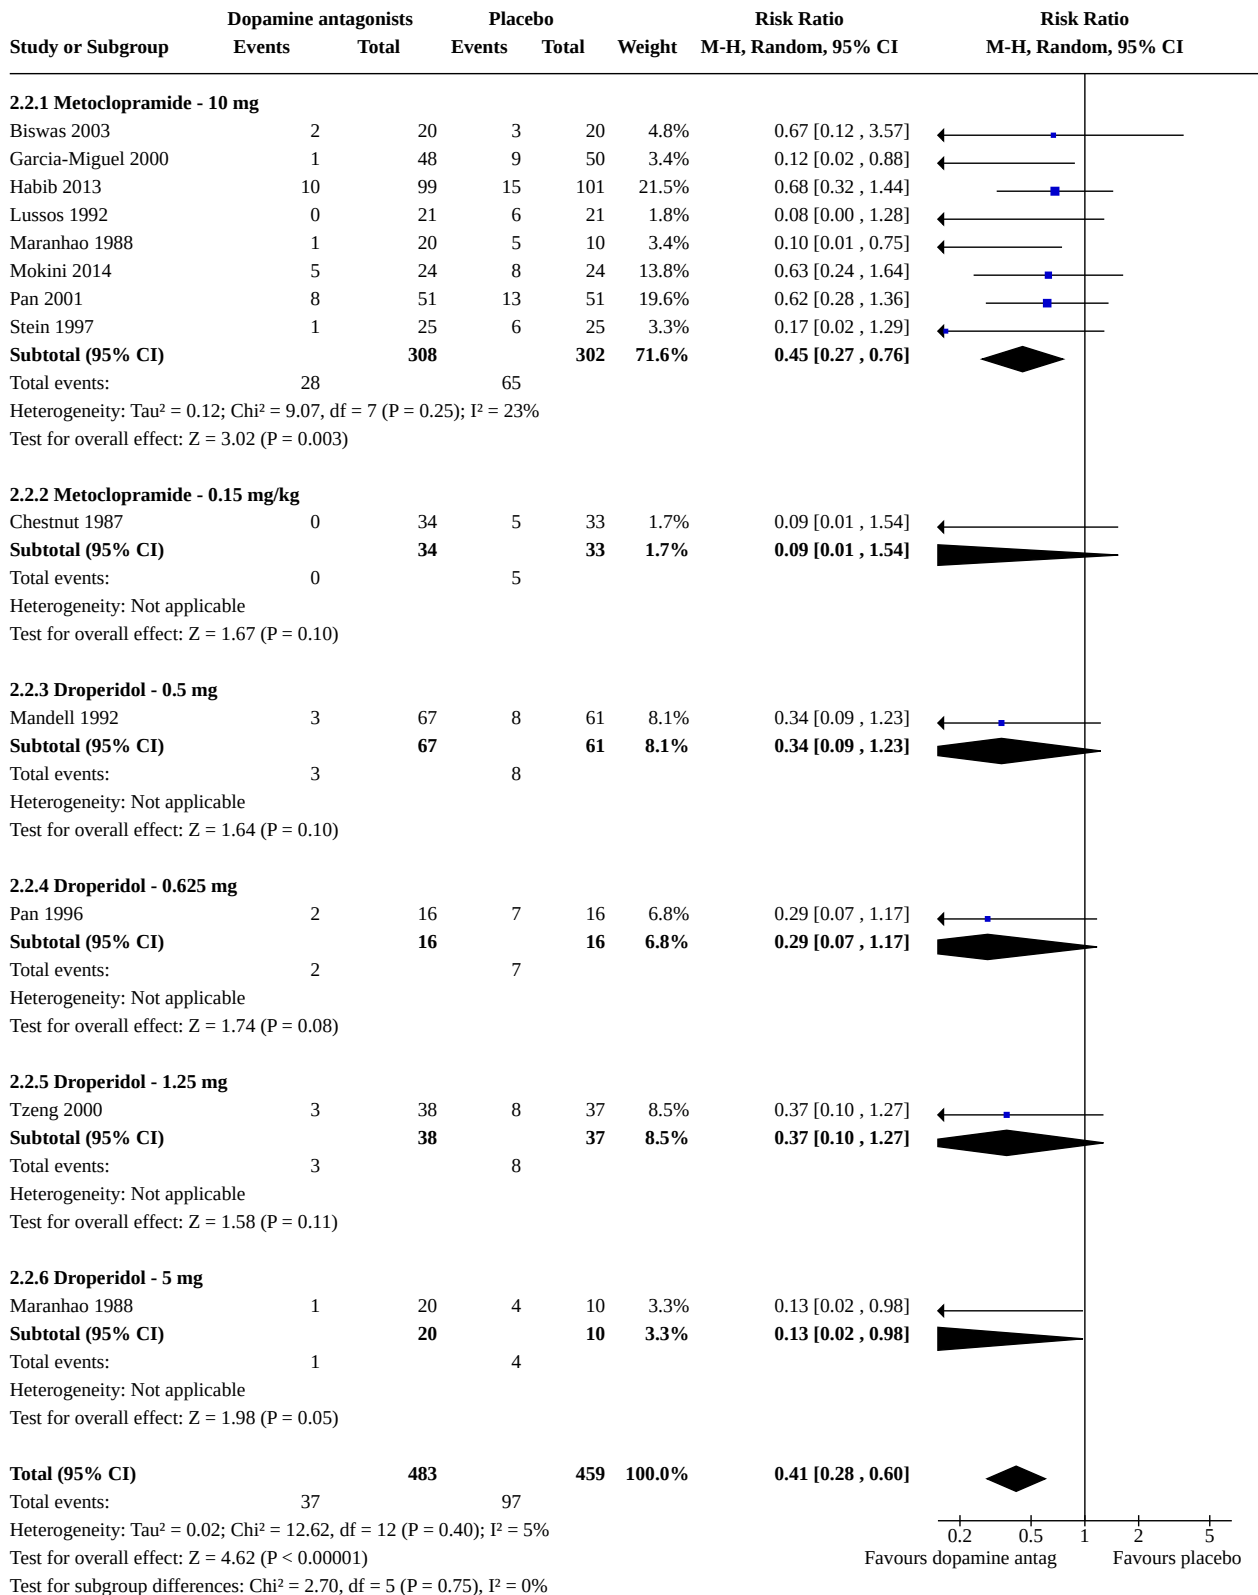 Dopamine antagonists Placebo Risk Ratio Risk Ratio
Study or Subgroup Events Total Events Total Weight M-H, Random, 95% CI M-H, Random, 95% CI
2.2.1 Metoclopramide - 10 mg
Biswas 2003 2 20 3 20 4.8% 0.67 [0.12 , 3.57]
Garcia-Miguel 2000 1 48 9 50 3.4% 0.12 [0.02 , 0.88]
Habib 2013 10 99 15 101 21.5% 0.68 [0.32 , 1.44]
Lussos 1992 0 21 6 21 1.8% 0.08 [0.00 , 1.28]
Maranhao 1988 1 20 5 10 3.4% 0.10 [0.01 , 0.75]
Mokini 2014 5 24 8 24 13.8% 0.63 [0.24 , 1.64]
Pan 2001 8 51 13 51 19.6% 0.62 [0.28 , 1.36]
Stein 1997 1 25 6 25 3.3% 0.17 [0.02 , 1.29]
Subtotal (95% CI) 308 302 71.6% 0.45 [0.27 , 0.76]
Total events: 28 65
Heterogeneity: Tau² = 0.12; Chi² = 9.07, df = 7 (P = 0.25); I² = 23%
Test for overall effect: Z = 3.02 (P = 0.003)
2.2.2 Metoclopramide - 0.15 mg/kg
Chestnut 1987 0 34 5 33 1.7% 0.09 [0.01 , 1.54]
Subtotal (95% CI) 34 33 1.7% 0.09 [0.01 , 1.54]
Total events: 0 5
Heterogeneity: Not applicable
Test for overall effect: Z = 1.67 (P = 0.10)
2.2.3 Droperidol - 0.5 mg
Mandell 1992 3 67 8 61 8.1% 0.34 [0.09 , 1.23]
Subtotal (95% CI) 67 61 8.1% 0.34 [0.09 , 1.23]
Total events: 3 8
Heterogeneity: Not applicable
Test for overall effect: Z = 1.64 (P = 0.10)
2.2.4 Droperidol - 0.625 mg
Pan 1996 2 16 7 16 6.8% 0.29 [0.07 , 1.17]
Subtotal (95% CI) 16 16 6.8% 0.29 [0.07 , 1.17]
Total events: 2 7
Heterogeneity: Not applicable
Test for overall effect: Z = 1.74 (P = 0.08)
2.2.5 Droperidol - 1.25 mg
Tzeng 2000 3 38 8 37 8.5% 0.37 [0.10 , 1.27]
Subtotal (95% CI) 38 37 8.5% 0.37 [0.10 , 1.27]
Total events: 3 8
Heterogeneity: Not applicable
Test for overall effect: Z = 1.58 (P = 0.11)
2.2.6 Droperidol - 5 mg
Maranhao 1988 1 20 4 10 3.3% 0.13 [0.02 , 0.98]
Subtotal (95% CI) 20 10 3.3% 0.13 [0.02 , 0.98]
Total events: 1 4
Heterogeneity: Not applicable
Test for overall effect: Z = 1.98 (P = 0.05)
Total (95% CI) 483 459 100.0% 0.41 [0.28 , 0.60]
Total events: 37 97
Heterogeneity: Tau² = 0.02; Chi² = 12.62, df = 12 (P = 0.40); I² = 5%
0.2 0.5 1 2 5
Test for overall effect: Z = 4.62 (P < 0.00001) Favours dopamine antag Favours placebo
Test for subgroup differences: Chi² = 2.70, df = 5 (P = 0.75), I² = 0%